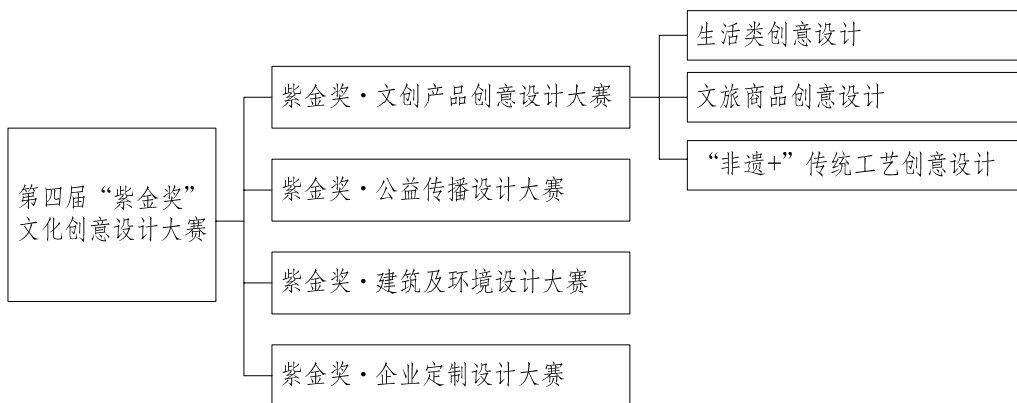 第四届“紫金奖”
文化创意设计大赛
紫金奖·文创产品创意设计大赛
紫金奖·公益传播设计大赛
紫金奖·建筑及环境设计大赛
紫金奖·企业定制设计大赛
生活类创意设计
文旅商品创意设计
“非遗+”传统工艺创意设计